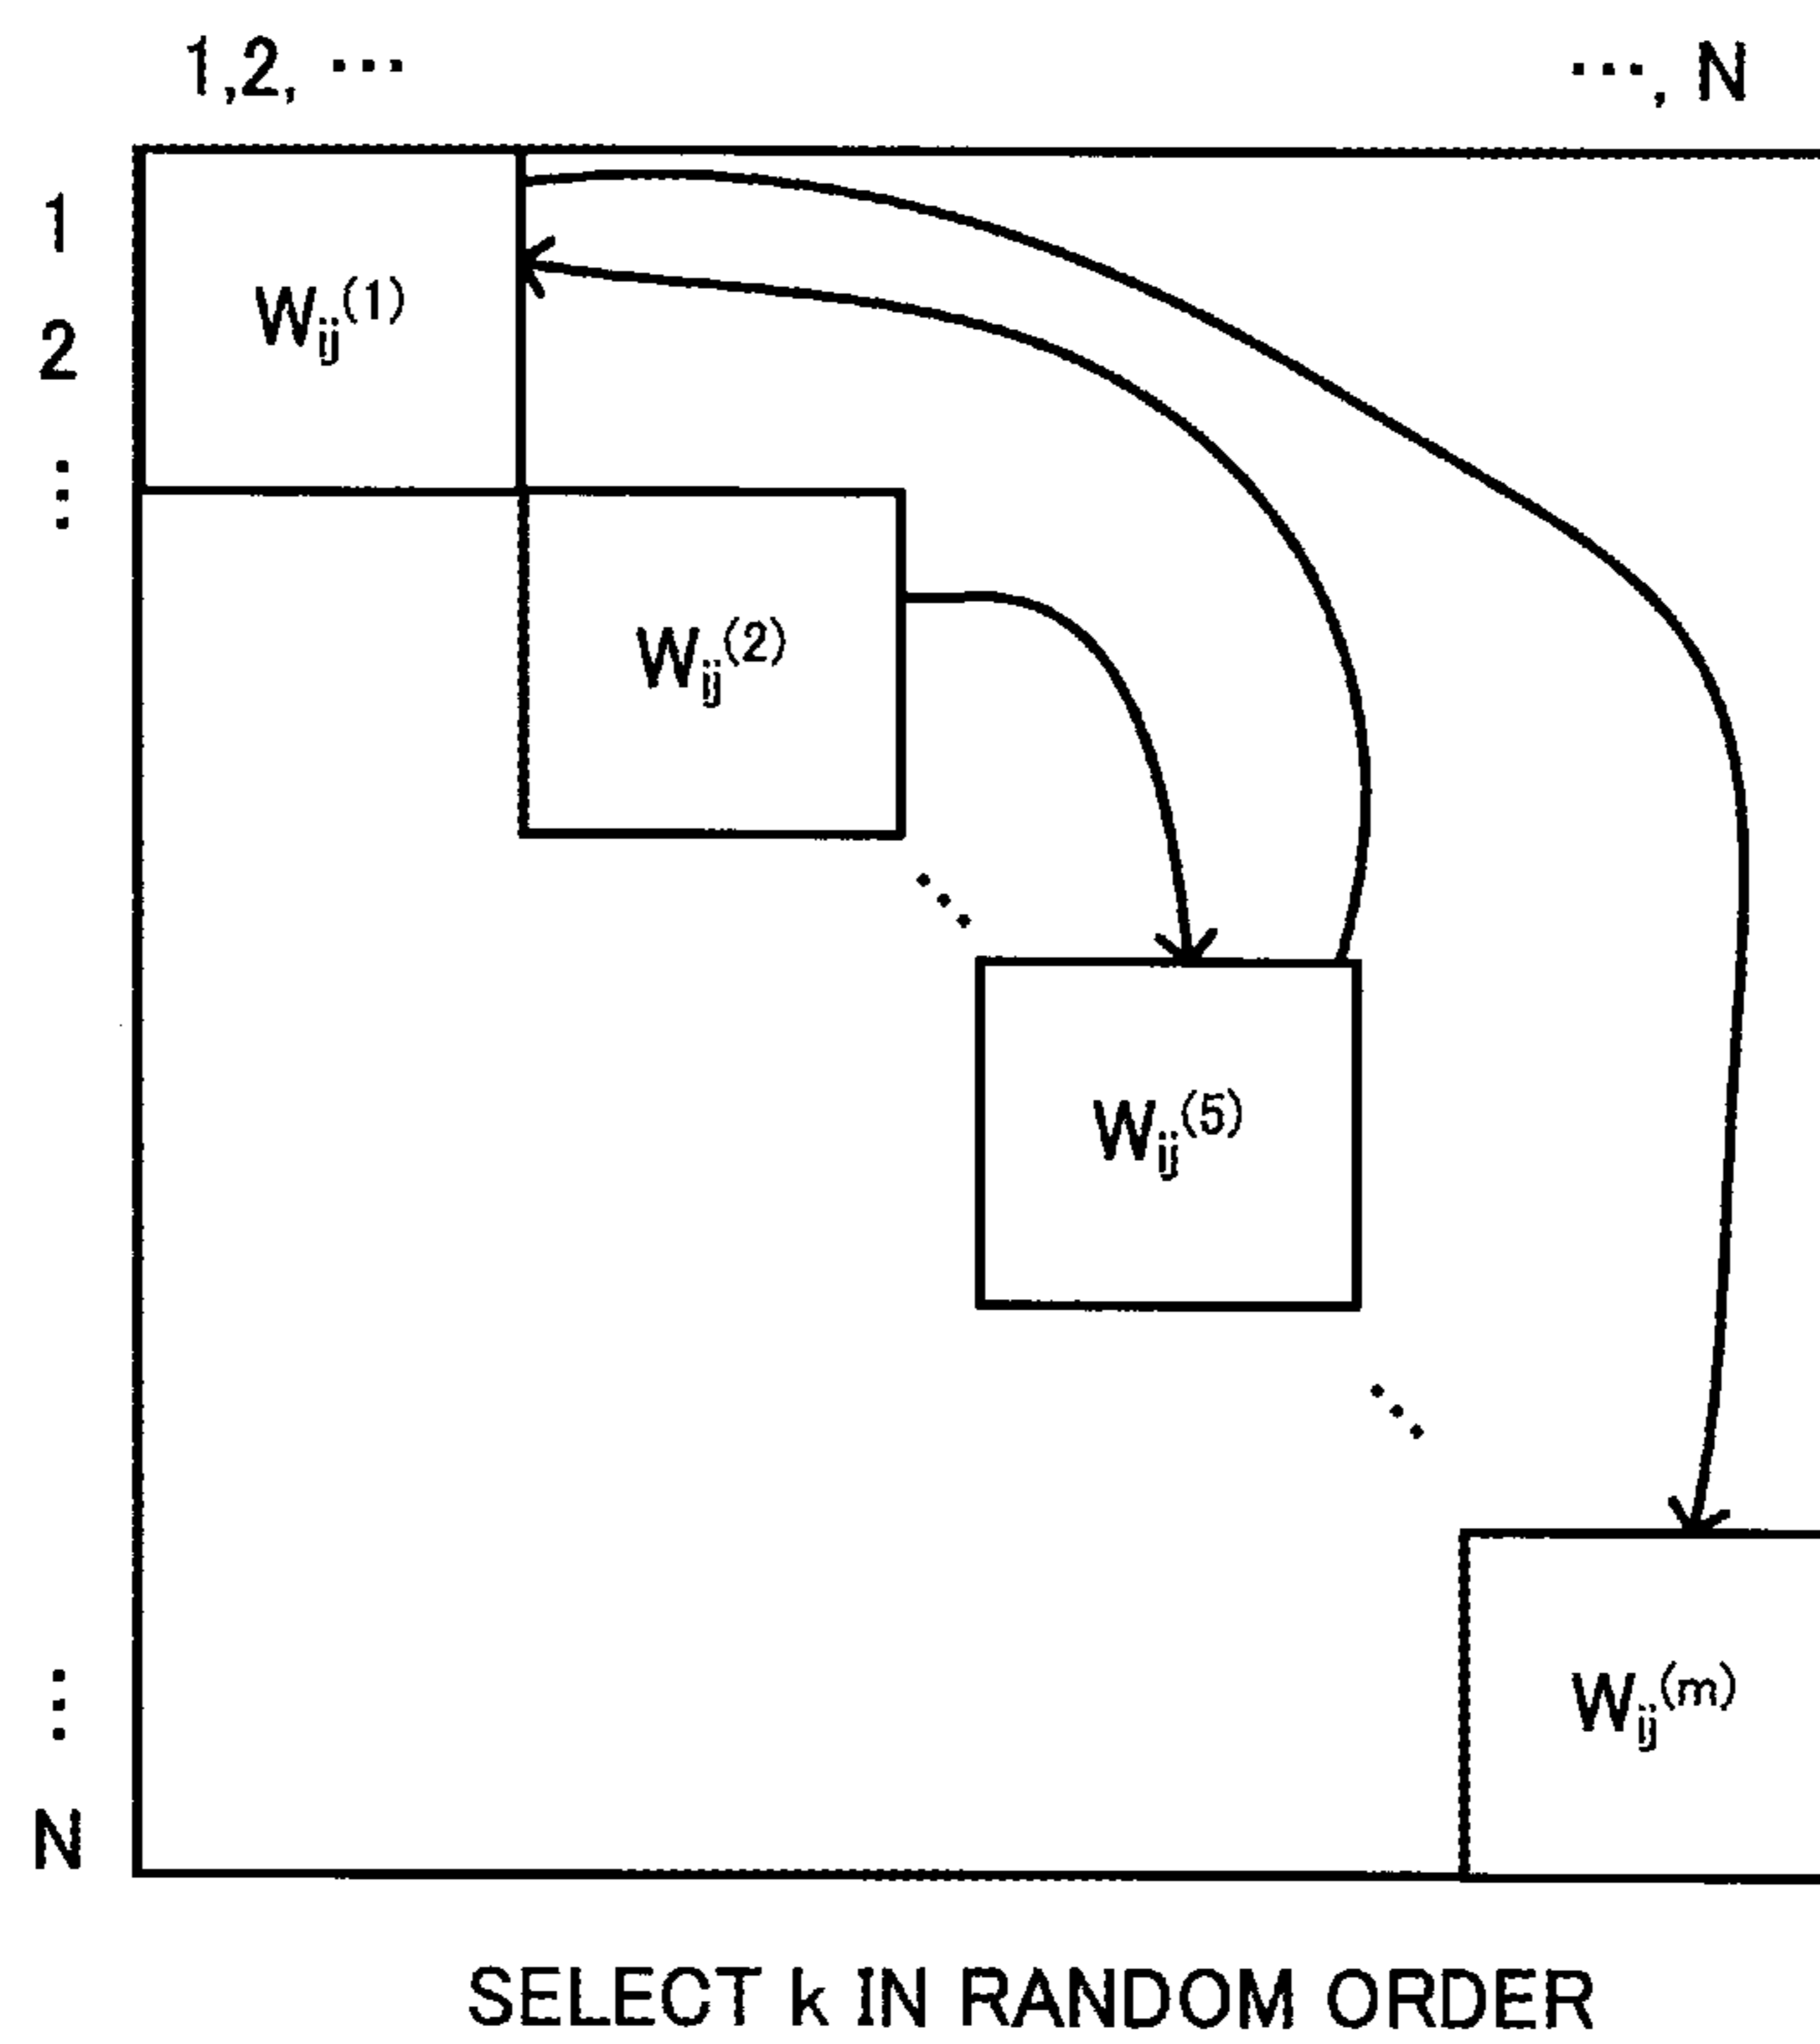 1,2, ··· ···, N
1
2
⋮
W_ij^(1)
W_ij^(2)
⋱
W_ij^(5)
⋱
W_ij^(m)
⋮
N
SELECT k IN RANDOM ORDER